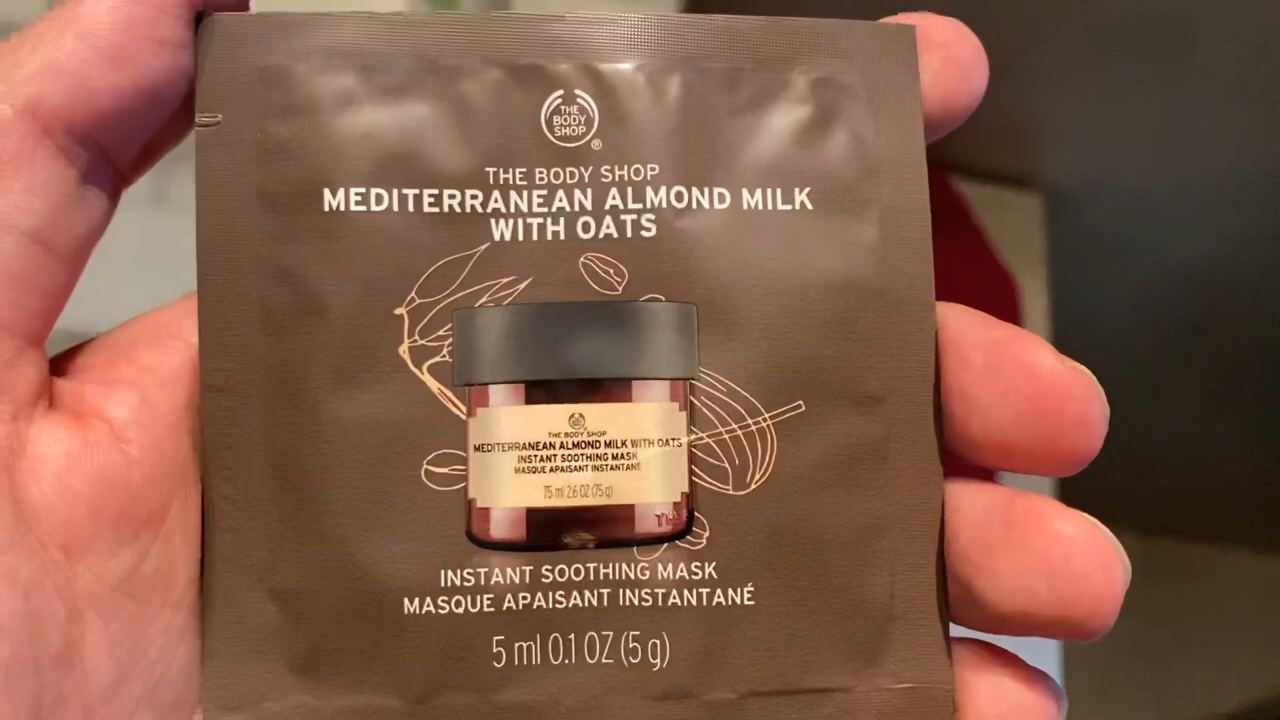 THE
BODY
SHOP
®
THE BODY SHOP
MEDITERRANEAN ALMOND MILK
WITH OATS
THE BODY SHOP
MEDITERRANEAN ALMOND MILK WITH OATS
INSTANT SOOTHING MASK
MASQUE APAISANT INSTANTANÉ
75 ml 2.6 OZ (75 g)
INSTANT SOOTHING MASK
MASQUE APAISANT INSTANTANÉ
5 ml 0.1 OZ (5 g)